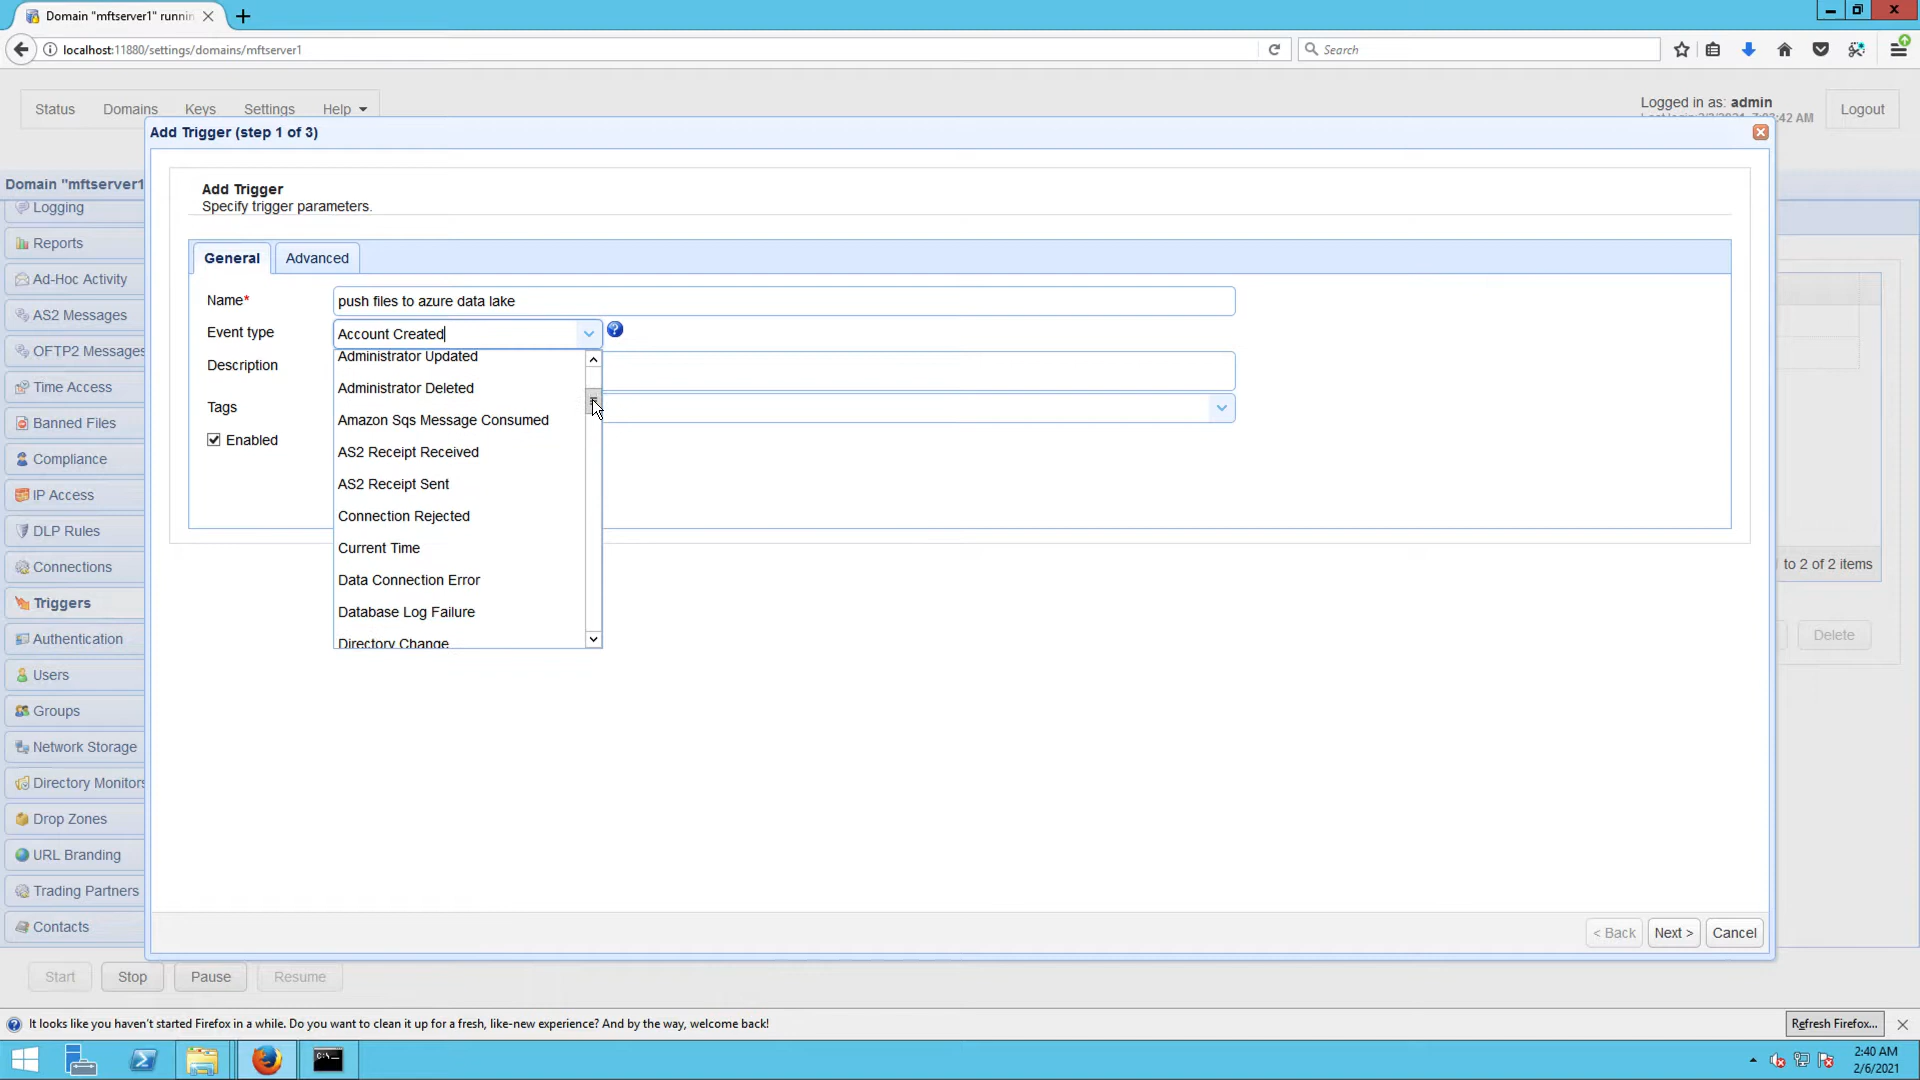 Domain "mftserver1" runnin
localhost:11880/settings/domains/mftserver1
Search
Status
Domains
Keys
Settings
Help
Logged in as: admin
:42 AM
Logout
Add Trigger (step 1 of 3)
Domain "mftserver1
Logging
Reports
Ad-Hoc Activity
AS2 Messages
OFTP2 Messages
Time Access
Banned Files
Compliance
IP Access
DLP Rules
Connections
Triggers
Authentication
Users
Groups
Network Storage
Directory Monitors
Drop Zones
URL Branding
Trading Partners
Contacts
Add Trigger
Specify trigger parameters.
General
Advanced
Name*
push files to azure data lake
Event type
Account Created
Description
Tags
Enabled
Administrator Updated
Administrator Deleted
Amazon Sqs Message Consumed
AS2 Receipt Received
AS2 Receipt Sent
Connection Rejected
Current Time
Data Connection Error
Database Log Failure
Directory Change
to 2 of 2 items
Delete
< Back
Next >
Cancel
Start
Stop
Pause
Resume
It looks like you haven't started Firefox in a while. Do you want to clean it up for a fresh, like-new experience? And by the way, welcome back!
Refresh Firefox...
2:40 AM
2/6/2021